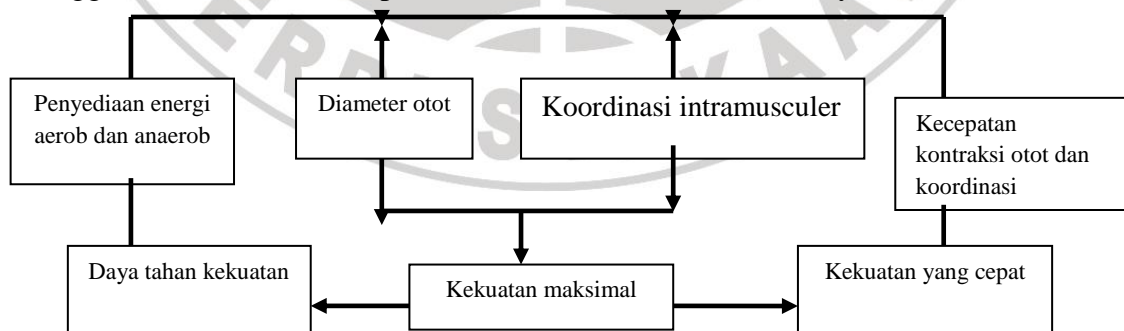 Penyediaan energi
aerob dan anaerob
Diameter otot
Koordinasi intramusculer
Kecepatan
kontraksi otot dan
koordinasi
Daya tahan kekuatan
Kekuatan maksimal
Kekuatan yang cepat